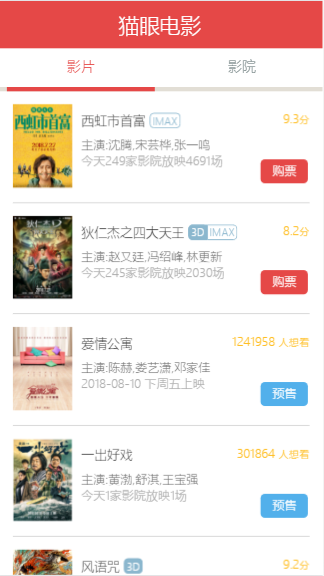 猫眼电影
影片 影院
西虹市首富 IMAX 9.3分
主演:沈腾,宋芸桦,张一鸣
今天249家影院放映4691场
购票
狄仁杰之四大天王 3D IMAX 8.2分
主演:赵又廷,冯绍峰,林更新
今天245家影院放映2030场
购票
爱情公寓 1241958 人想看
主演:陈赫,娄艺潇,邓家佳
2018-08-10 下周五上映
预售
一出好戏 301864 人想看
主演:黄渤,舒淇,王宝强
今天1家影院放映1场
预售
风语咒 3D 9.2分
西虹市首富